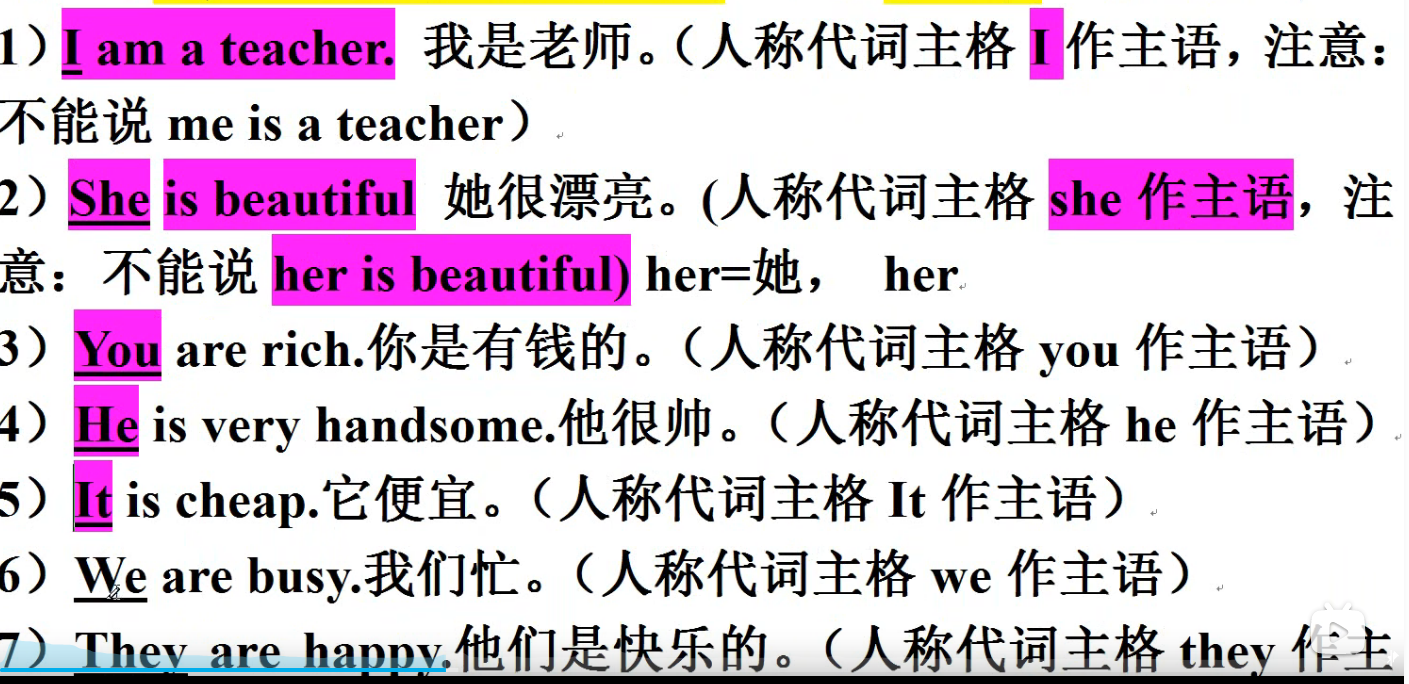 1）I am a teacher. 我是老师。（人称代词主格 I 作主语，注意：
不能说 me is a teacher）
2）She is beautiful 她很漂亮。(人称代词主格 she 作主语，注
意：不能说 her is beautiful) her=她， her
3）You are rich.你是有钱的。（人称代词主格 you 作主语）
4）He is very handsome.他很帅。（人称代词主格 he 作主语）
5）It is cheap.它便宜。（人称代词主格 It 作主语）
6）We are busy.我们忙。（人称代词主格 we 作主语）
7）They are happy.他们是快乐的。（人称代词主格 they 作主